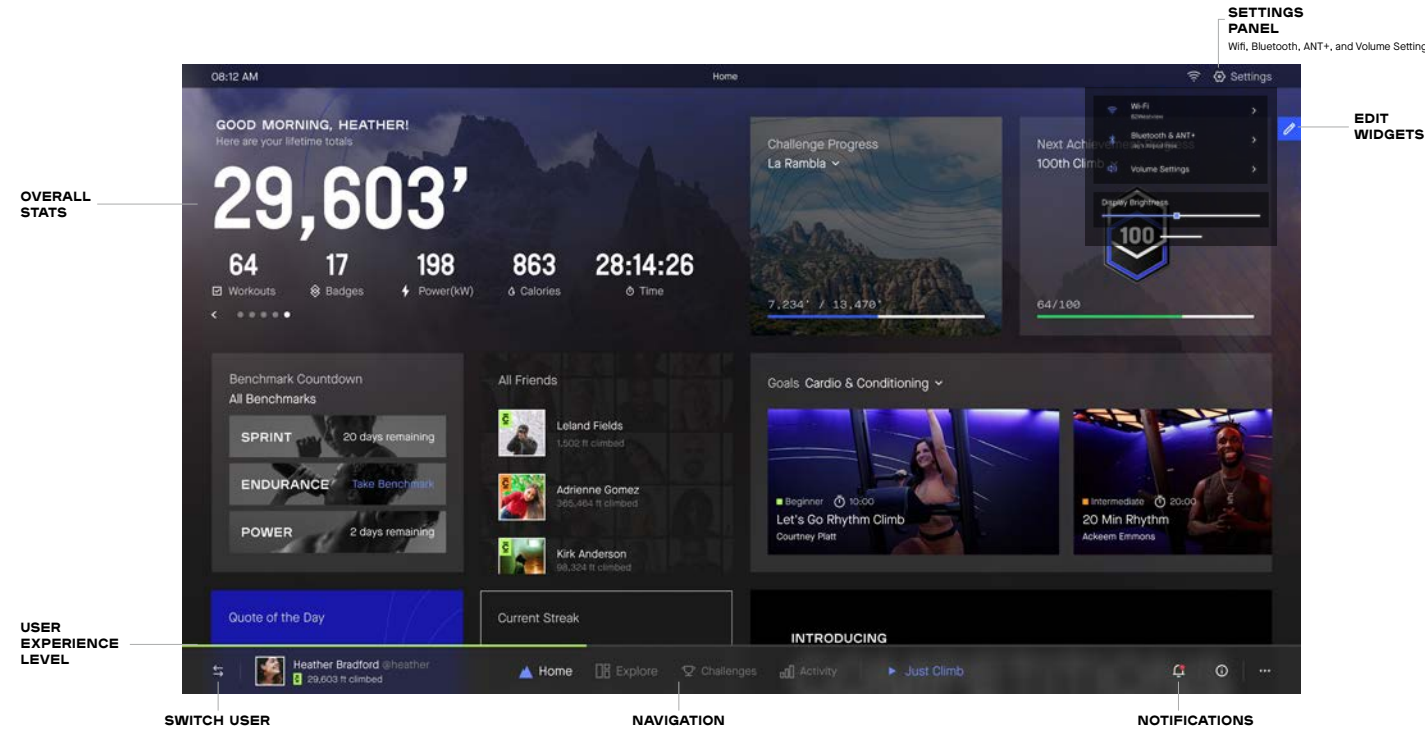 SETTINGS
PANEL
Wifi, Bluetooth, ANT+, and Volume Setting
08:12 AM
Home
Settings
GOOD MORNING, HEATHER!
Here are your lifetime totals
29,603’
64
17
198
863
28:14:26
Workouts
Badges
Power(kW)
Calories
Time
OVERALL
STATS
Challenge Progress
La Rambla
7,234' / 13,470'
Next Achievement Progress
100th Climb
100
64/100
Wi-Fi
Bluetooth & ANT+
Volume Settings
Display Brightness
EDIT
WIDGETS
Benchmark Countdown
All Benchmarks
SPRINT
20 days remaining
ENDURANCE
Take Benchmark
POWER
2 days remaining
All Friends
Leland Fields
1,502 ft climbed
Adrienne Gomez
365,464 ft climbed
Kirk Anderson
98,324 ft climbed
Goals Cardio & Conditioning
Beginner 10:00
Let's Go Rhythm Climb
Courtney Platt
Intermediate 20:00
20 Min Rhythm
Ackeem Emmons
Quote of the Day
Current Streak
INTRODUCING
USER
EXPERIENCE
LEVEL
Heather Bradford @heather
29,603 ft climbed
Home
Explore
Challenges
Activity
Just Climb
SWITCH USER
NAVIGATION
NOTIFICATIONS